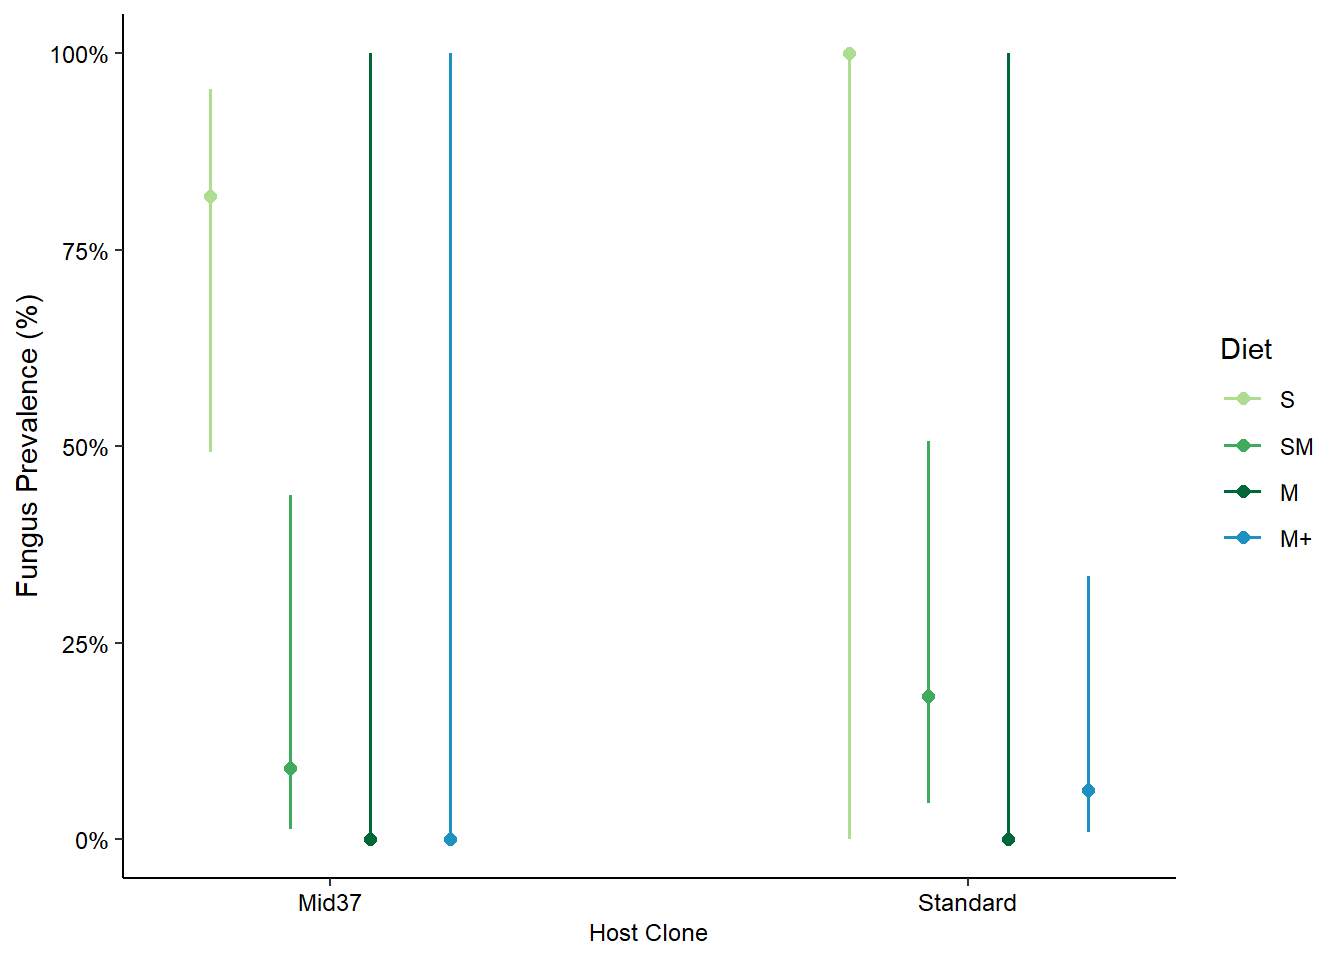 Fungus Prevalence (%)
100%
75%
50%
25%
0%
Mid37
Standard
Host Clone
Diet
S
SM
M
M+